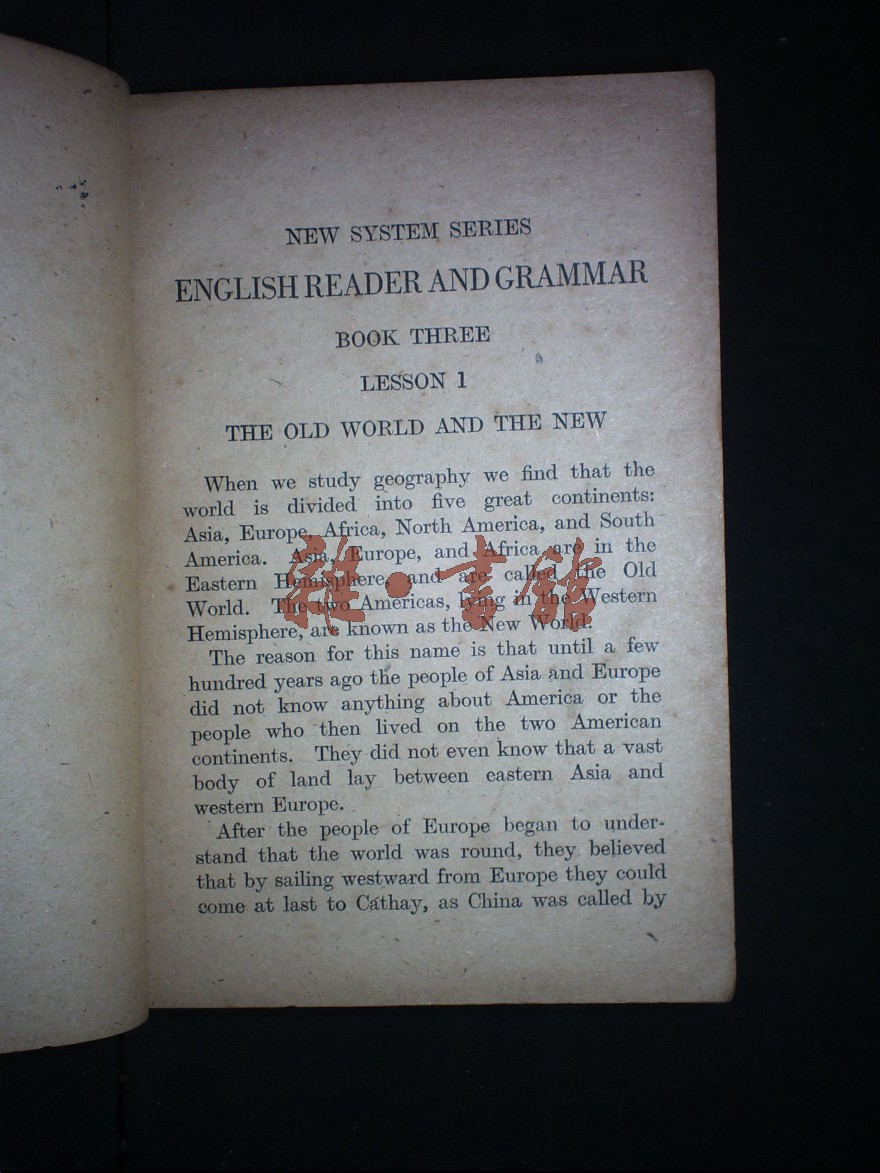 NEW SYSTEM SERIES
ENGLISH READER AND GRAMMAR
BOOK THREE
LESSON 1
THE OLD WORLD AND THE NEW
When we study geography we find that the
world is divided into five great continents:
Asia, Europe, Africa, North America, and South
America. Asia, Europe, and Africa are in the
Eastern Hemisphere, and are called the Old
World. The two Americas, lying in the Western
Hemisphere, are known as the New World.
The reason for this name is that until a few
hundred years ago the people of Asia and Europe
did not know anything about America or the
people who then lived on the two American
continents. They did not even know that a vast
body of land lay between eastern Asia and
western Europe.
After the people of Europe began to under-
stand that the world was round, they believed
that by sailing westward from Europe they could
come at last to Cathay, as China was called by
雜·書館